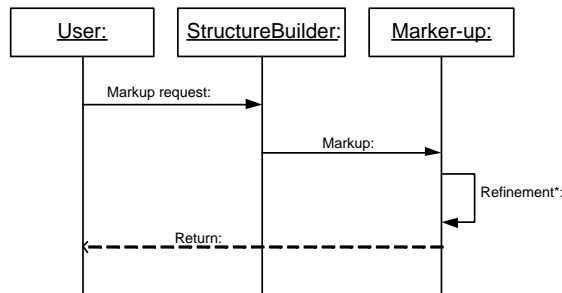 User:
StructureBuilder:
Marker-up:
Markup request:
Markup:
Refinement*:
Return: